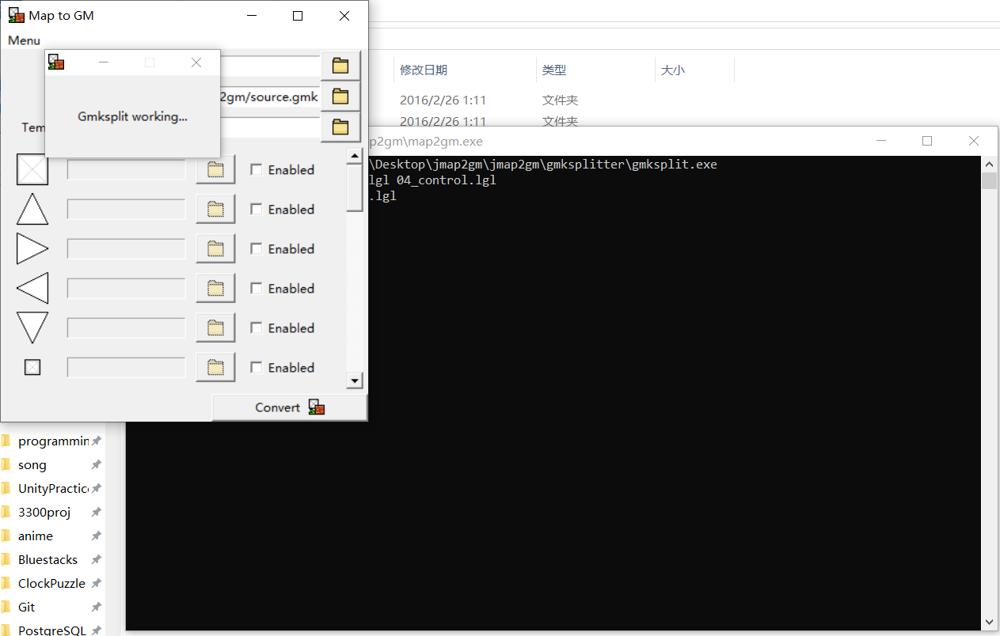 Map to GM
Menu
修改日期 类型 大小
2gm/source.gmk
2016/2/26 1:11 文件夹
Gmksplit working...
Tem
2016/2/26 1:11 文件夹
p2gm\map2gm.exe
\Desktop\jmap2gm\jmap2gm\gmksplitter\gmksplit.exe
lgl 04_control.lgl
.lgl
Enabled
Enabled
Enabled
Enabled
Enabled
Enabled
Convert
programmin
song
UnityPractic
3300proj
anime
Bluestacks
ClockPuzzle
Git
PostgreSQL